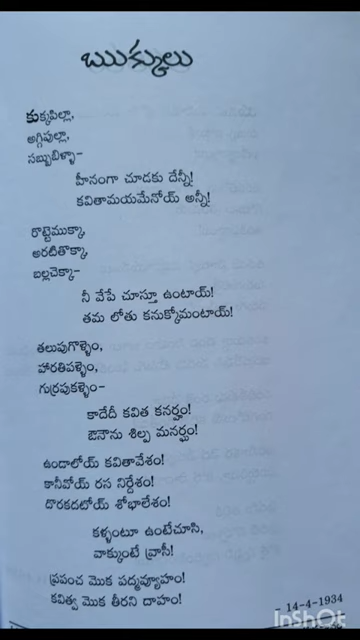 ఋక్కులు
కుక్కపిల్లా,
అగ్గిపుల్లా,
సబ్బుబిళ్ళా–
హీనంగా చూడకు దేన్నీ!
కవితామయమేనోయ్ అన్నీ!
రొట్టెముక్కా,
అరటితొక్కా,
బల్లచెక్కా–
నీ వేపే చూస్తూ ఉంటాయ్!
తమ లోతు కనుక్కోమంటాయ్!
తలుపుగొళ్ళెం,
హారతిపళ్ళెం,
గుర్రపుకళ్ళెం–
కాదేదీ కవిత కనర్హం!
ఔనౌను శిల్ప మనర్ఘం!
ఉండాలోయ్ కవితావేశం!
కానీవోయ్ రస నిర్దేశం!
దొరకదటోయ్ శోభాలేశం!
కళ్ళంటూ ఉంటేచూసి,
వాక్కుంటే వ్రాసీ!
ప్రపంచ మొక పద్మవ్యూహం!
కవిత్వ మొక తీరని దాహం!
– 14-4-1934
InShot